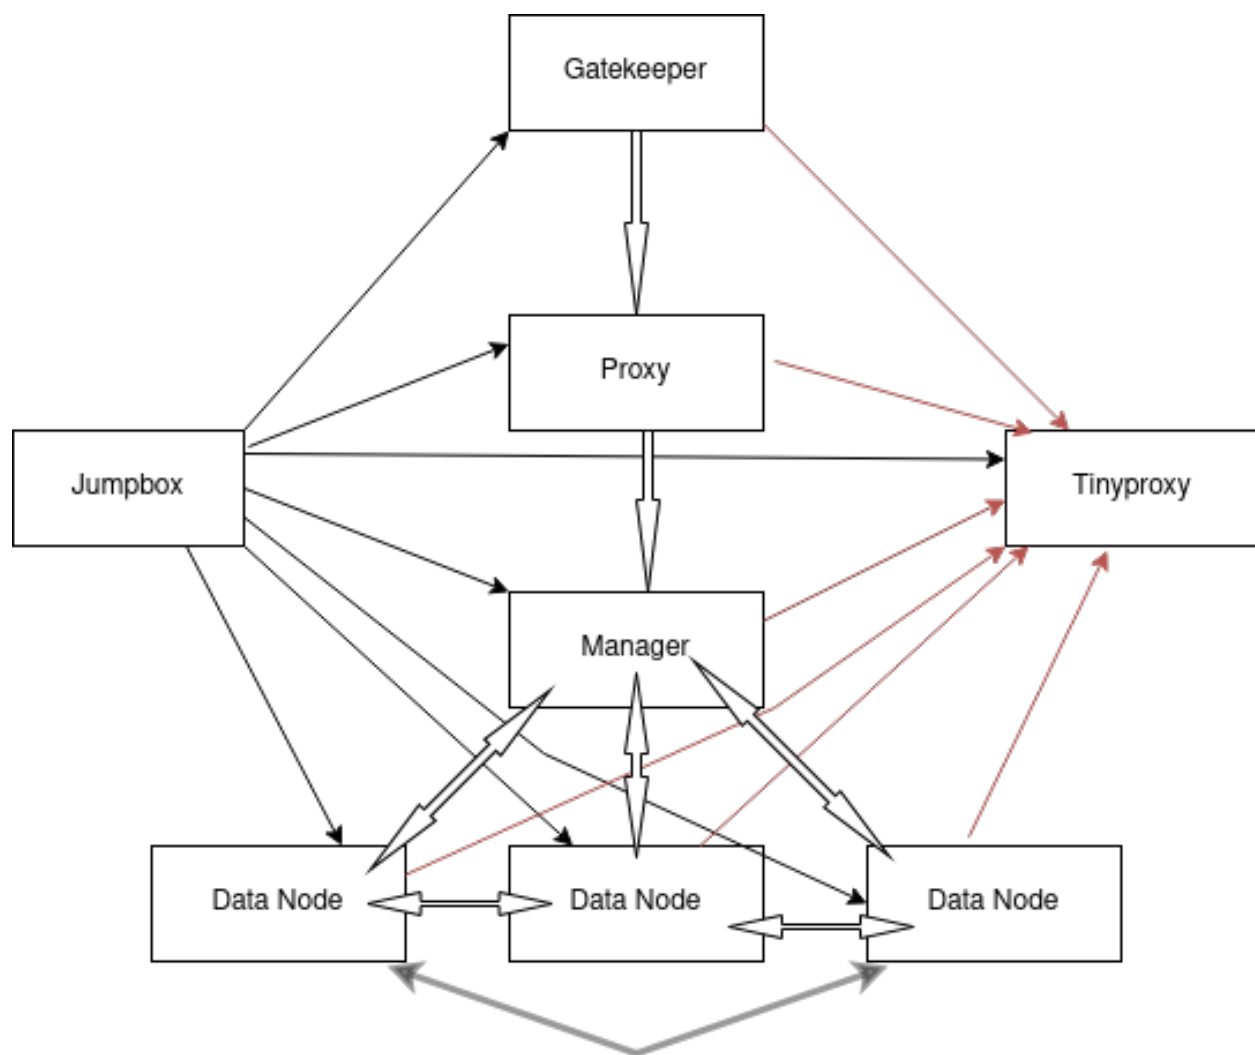 Gatekeeper
Proxy
Jumpbox
Tinyproxy
Manager
Data Node
Data Node
Data Node